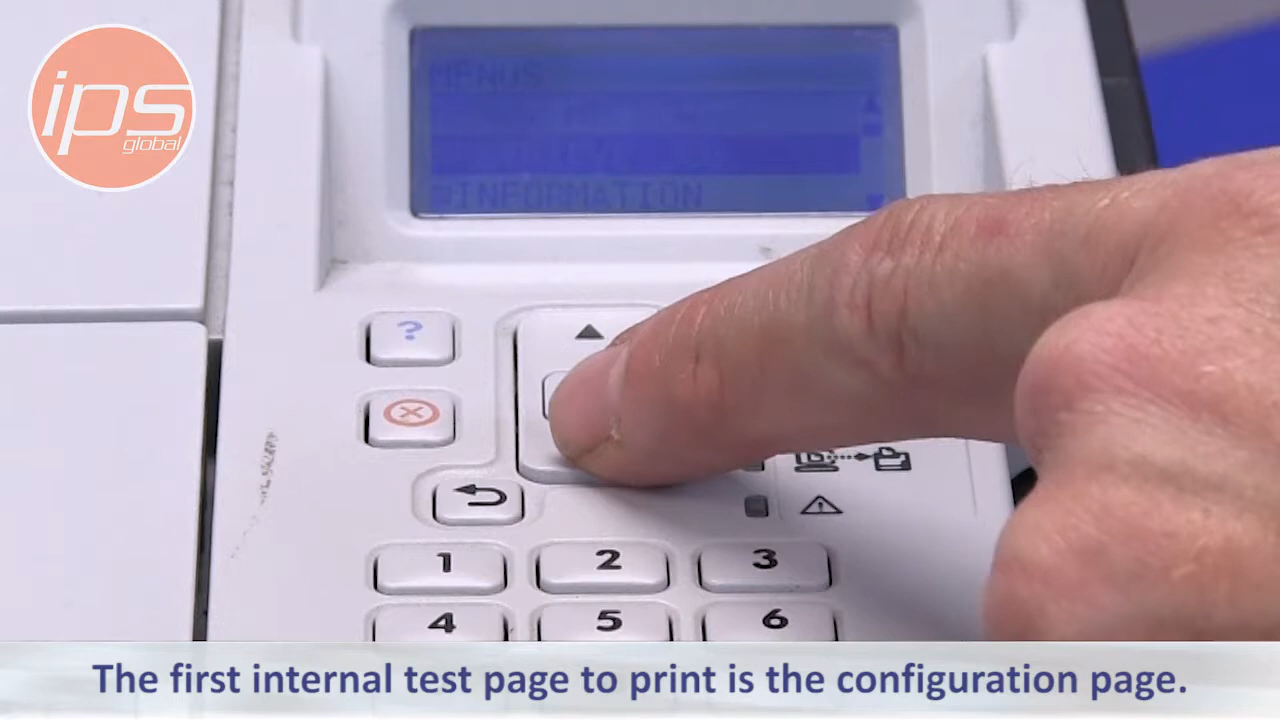 ips
global
MENUS
INFORMATION
?
1 2 3
4 5 6
The first internal test page to print is the configuration page.